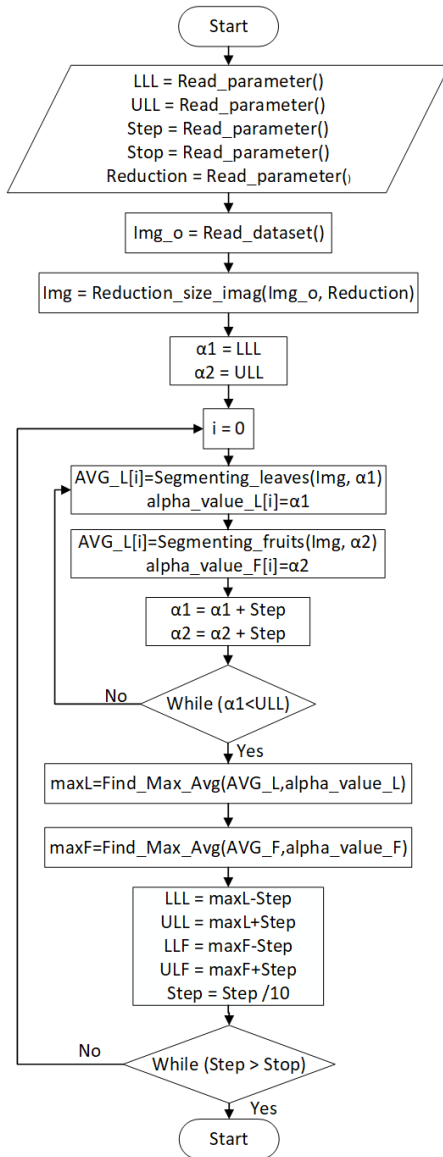 Start
LLL = Read_parameter()
ULL = Read_parameter()
Step = Read_parameter()
Stop = Read_parameter()
Reduction = Read_parameter()
Img_o = Read_dataset()
Img = Reduction_size_imag(Img_o, Reduction)
α1 = LLL
α2 = ULL
i = 0
AVG_L[i]=Segmenting_leaves(Img, α1)
alpha_value_L[i]=α1
AVG_L[i]=Segmenting_fruits(Img, α2)
alpha_value_F[i]=α2
α1 = α1 + Step
α2 = α2 + Step
No
While (α1<ULL)
Yes
maxL=Find_Max_Avg(AVG_L,alpha_value_L)
maxF=Find_Max_Avg(AVG_F,alpha_value_F)
LLL = maxL-Step
ULL = maxL+Step
LLF = maxF-Step
ULF = maxF+Step
Step = Step /10
No
While (Step > Stop)
Yes
Start